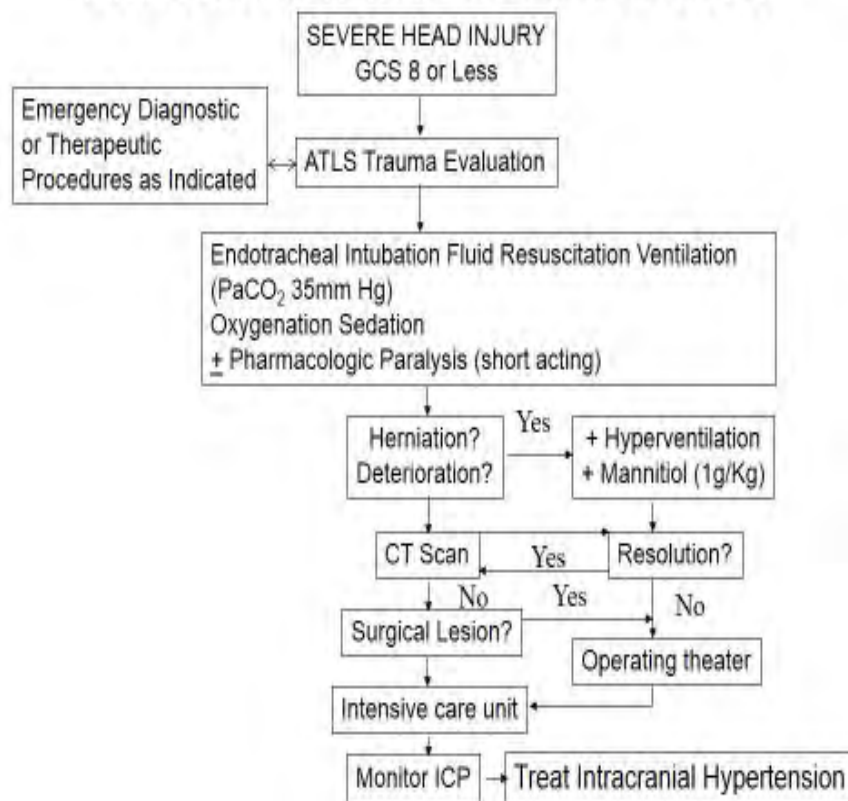 SEVERE HEAD INJURY
GCS 8 or Less
Emergency Diagnostic
or Therapeutic
Procedures as Indicated
ATLS Trauma Evaluation
Endotracheal Intubation Fluid Resuscitation Ventilation
(PaCO₂ 35mm Hg)
Oxygenation Sedation
+ Pharmacologic Paralysis (short acting)
Herniation?
Deterioration?
Yes
+ Hyperventilation
+ Mannitiol (1g/Kg)
CT Scan
Yes
Resolution?
No
Yes
No
Surgical Lesion?
Operating theater
Intensive care unit
Monitor ICP
Treat Intracranial Hypertension